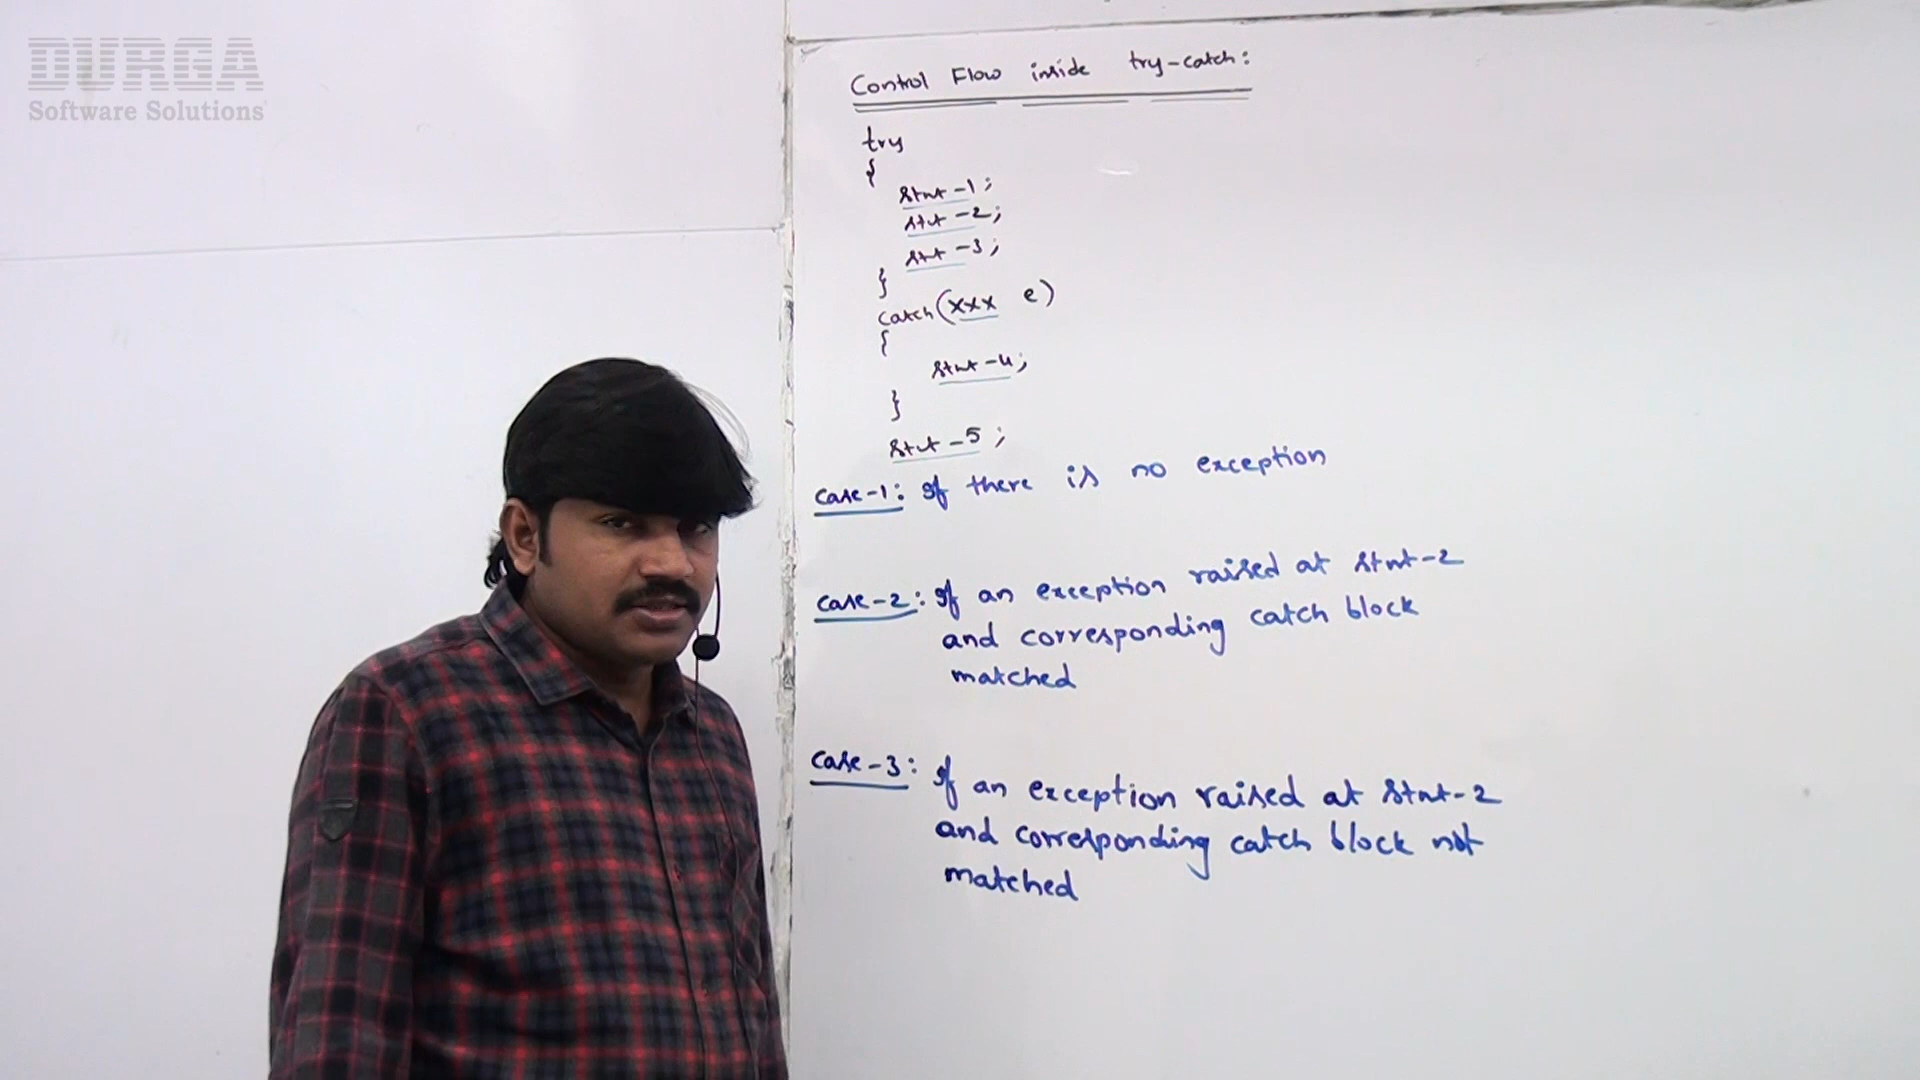 DURGA
Software Solutions
Control Flow inside try-catch:
try
{
stmt-1;
stmt-2;
stmt-3;
}
catch(xxx e)
{
stmt-4;
}
stmt-5;
case-1: If there is no exception
case-2: If an exception raised at stmt-2
and corresponding catch block
matched
case-3: If an exception raised at stmt-2
and corresponding catch block not
matched